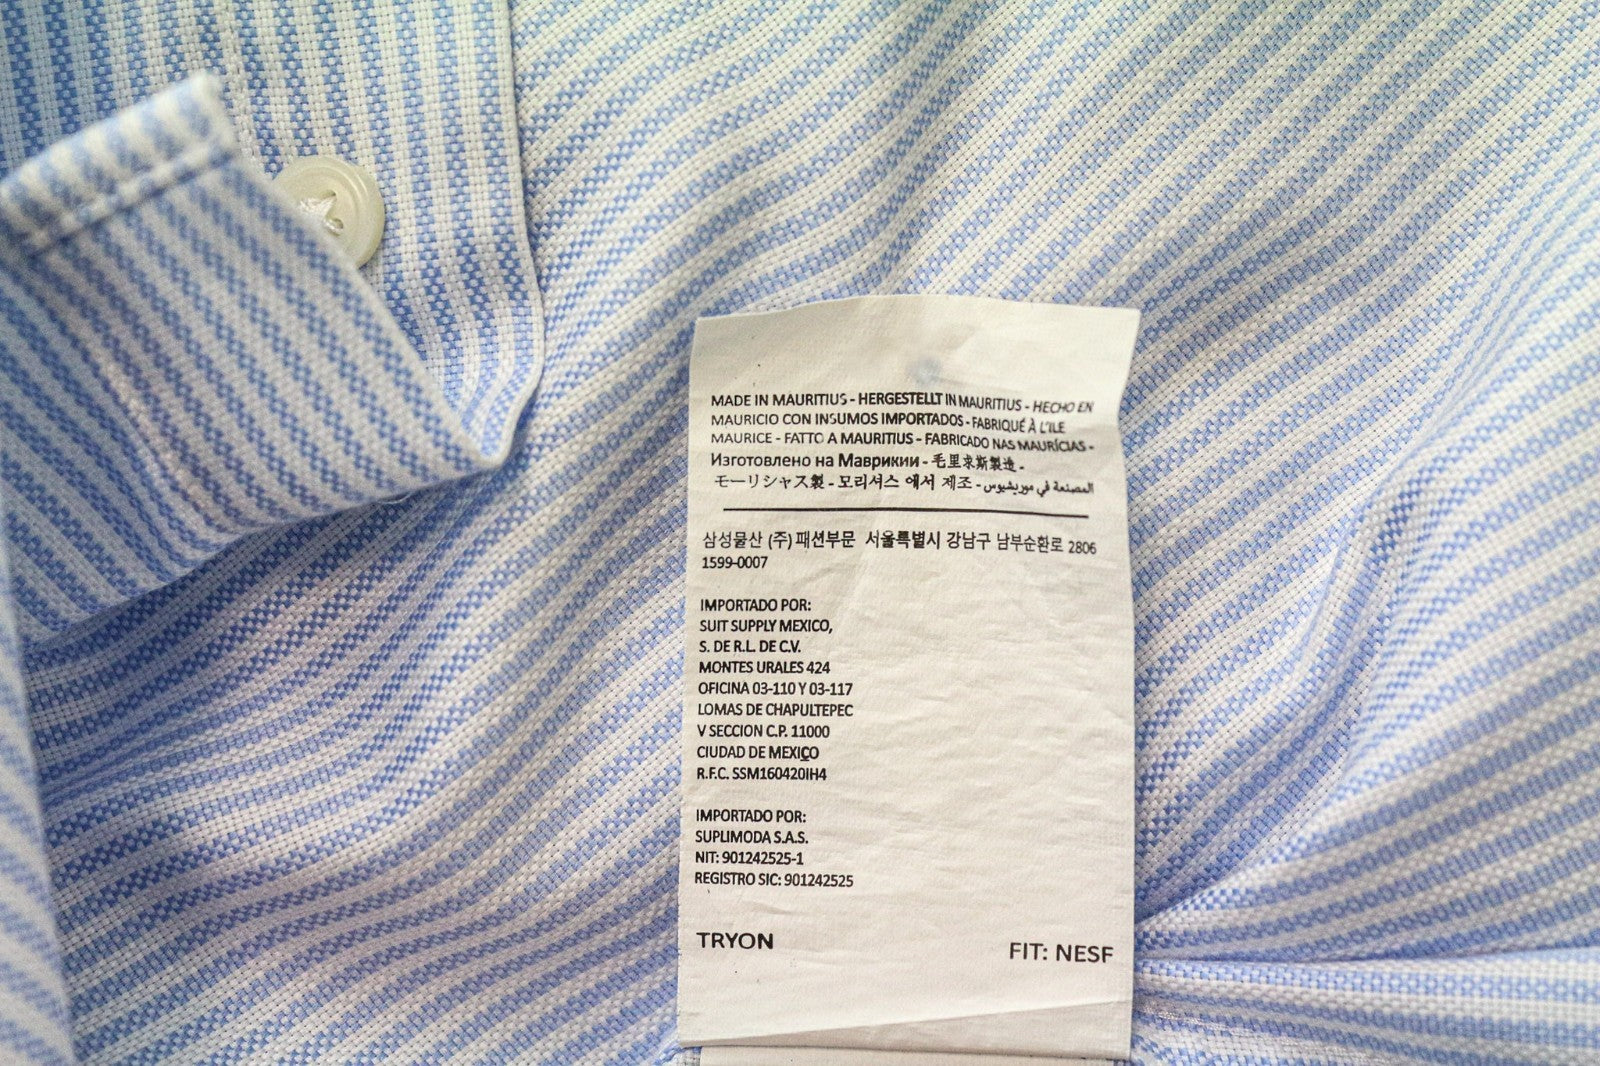 MADE IN MAURITIUS - HERGESTELLT IN MAURITIUS - HECHO EN
MAURICIO CON INSUMOS IMPORTADOS - FABRIQUÉ À L'ILE
MAURICE - FATTO A MAURITIUS - FABRICADO NAS MAURÍCIAS -
Изготовлено на Маврикии - 毛里求斯製造 -
モーリシャス製 - 모리셔스 에서 제조 - المصنعة في موريشيوس
삼성물산 (주) 패션부문 서울특별시 강남구 남부순환로 2806
1599-0007
IMPORTADO POR:
SUIT SUPPLY MEXICO,
S. DE R.L. DE C.V.
MONTES URALES 424
OFICINA 03-110 Y 03-117
LOMAS DE CHAPULTEPEC
V SECCION C.P. 11000
CIUDAD DE MEXICO
R.F.C. SSM160420IH4
IMPORTADO POR:
SUPLIMODA S.A.S.
NIT: 901242525-1
REGISTRO SIC: 901242525
TRYON
FIT: NESF